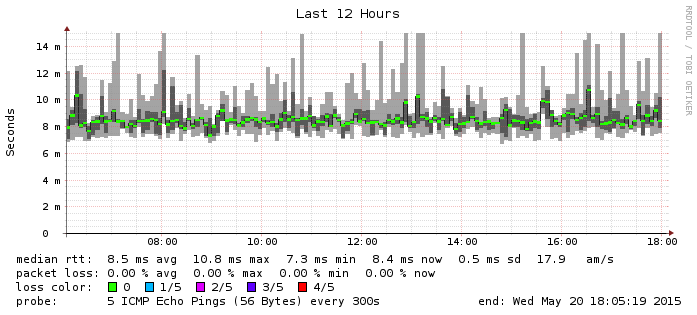 Last 12 Hours
RRDTOOL / TOBI OETIKER
Seconds
14 m
12 m
10 m
8 m
6 m
4 m
2 m
0
08:00 10:00 12:00 14:00 16:00 18:00
median rtt: 8.5 ms avg 10.8 ms max 7.3 ms min 8.4 ms now 0.5 ms sd 17.9 am/s
packet loss: 0.00 % avg 0.00 % max 0.00 % min 0.00 % now
loss color: 0 1/5 2/5 3/5 4/5
probe: 5 ICMP Echo Pings (56 Bytes) every 300s end: Wed May 20 18:05:19 2015